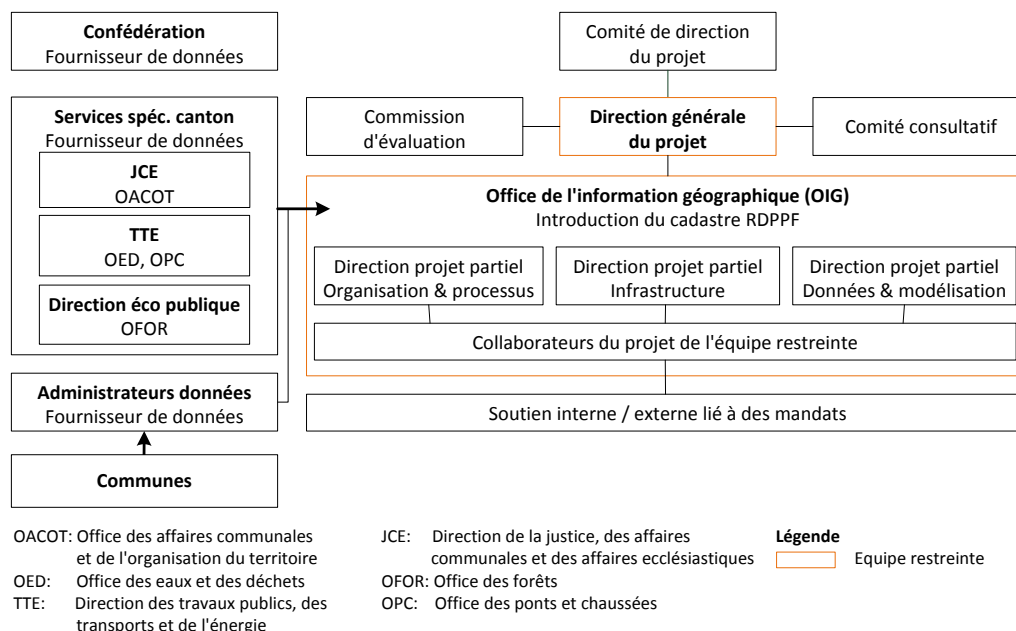 Confédération
Fournisseur de données
Services spéc. canton
Fournisseur de données
JCE
OACOT
TTE
OED, OPC
Direction éco publique
OFOR
Administrateurs données
Fournisseur de données
Communes
Comité de direction
du projet
Commission
d'évaluation
Direction générale
du projet
Comité consultatif
Office de l'information géographique (OIG)
Introduction du cadastre RDPPF
Direction projet partiel
Organisation & processus
Direction projet partiel
Infrastructure
Direction projet partiel
Données & modélisation
Collaborateurs du projet de l'équipe restreinte
Soutien interne / externe lié à des mandats
OACOT: Office des affaires communales
et de l'organisation du territoire
OED: Office des eaux et des déchets
TTE: Direction des travaux publics, des
transports et de l'énergie
JCE: Direction de la justice, des affaires
communales et des affaires ecclésiastiques
OFOR: Office des forêts
OPC: Office des ponts et chaussées
Légende
Equipe restreinte